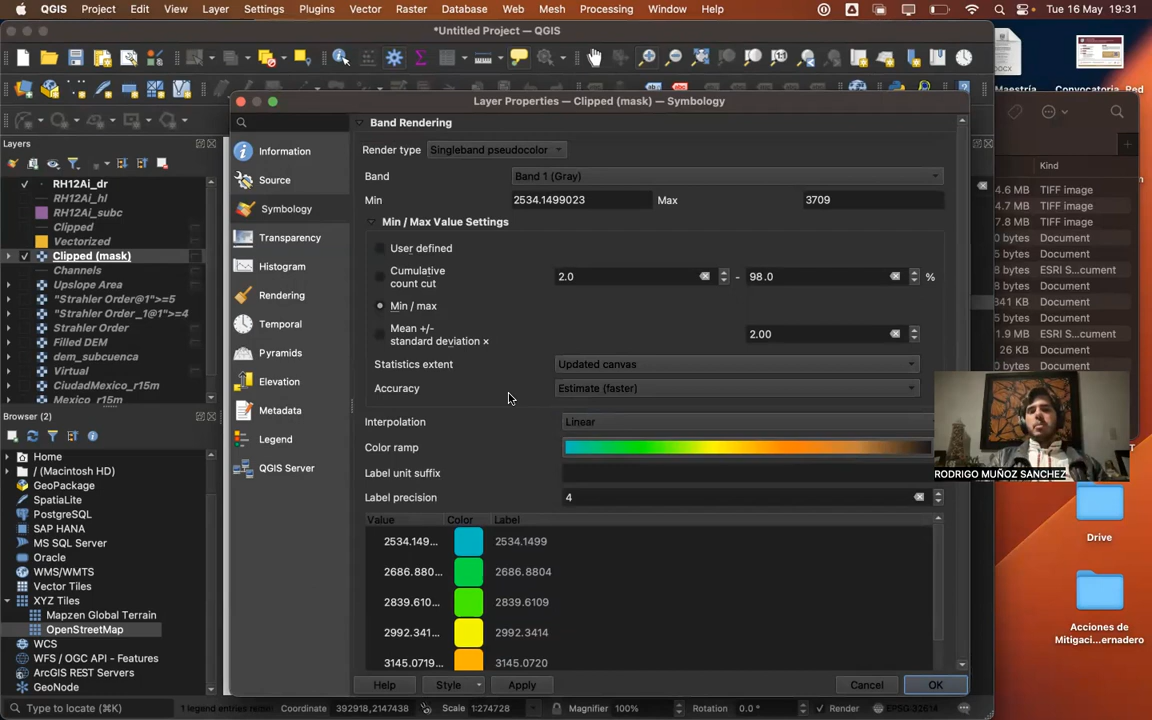 QGIS Project Edit View Layer Settings Plugins Vector Raster Database Web Mesh Processing Window Help Tue 16 May 19:31
*Untitled Project — QGIS
DOCX
Maestría
Convocatoria_Red
Layers
RH12Ai_dr
RH12Ai_hl
RH12Ai_subc
Clipped
Vectorized
Clipped (mask)
Channels
Upslope Area
"Strahler Order@1">=5
"Strahler Order_1@1">=4
Strahler Order
Filled DEM
dem_subcuenca
Virtual
CiudadMexico_r15m
Mexico_r15m
Browser (2)
Home
/ (Macintosh HD)
GeoPackage
SpatiaLite
PostgreSQL
SAP HANA
MS SQL Server
Oracle
WMS/WMTS
Vector Tiles
XYZ Tiles
Mapzen Global Terrain
OpenStreetMap
WCS
WFS / OGC API - Features
ArcGIS REST Servers
GeoNode
Layer Properties — Clipped (mask) — Symbology
Information
Source
Symbology
Transparency
Histogram
Rendering
Temporal
Pyramids
Elevation
Metadata
Legend
QGIS Server
Band Rendering
Render type Singleband pseudocolor
Band Band 1 (Gray)
Min 2534.1499023 Max 3709
Min / Max Value Settings
User defined
Cumulative
count cut 2.0 - 98.0 %
Min / max
Mean +/-
standard deviation × 2.00
Statistics extent Updated canvas
Accuracy Estimate (faster)
Interpolation Linear
Color ramp
Label unit suffix
Label precision 4
Value Color Label
2534.149... 2534.1499
2686.880... 2686.8804
2839.610... 2839.6109
2992.341... 2992.3414
3145.0719... 3145.0720
Help Style Apply Cancel OK
Kind
4.6 MB TIFF image
4.7 MB TIFF image
7.8 MB TIFF image
0 bytes Document
0 bytes Document
0 bytes ESRI S...cument
341 KB Document
0 bytes ESRI S...cument
1.9 MB ESRI S...cument
26 KB Document
bytes Document
RODRIGO MUÑOZ SANCHEZ
Drive
Acciones de
Mitigaci...ernadero
Type to locate (⌘K) 1 legend entries Coordinate 392918,2147438 Scale 1:274728 Magnifier 100% Rotation 0.0 ° Render EPSG:32614